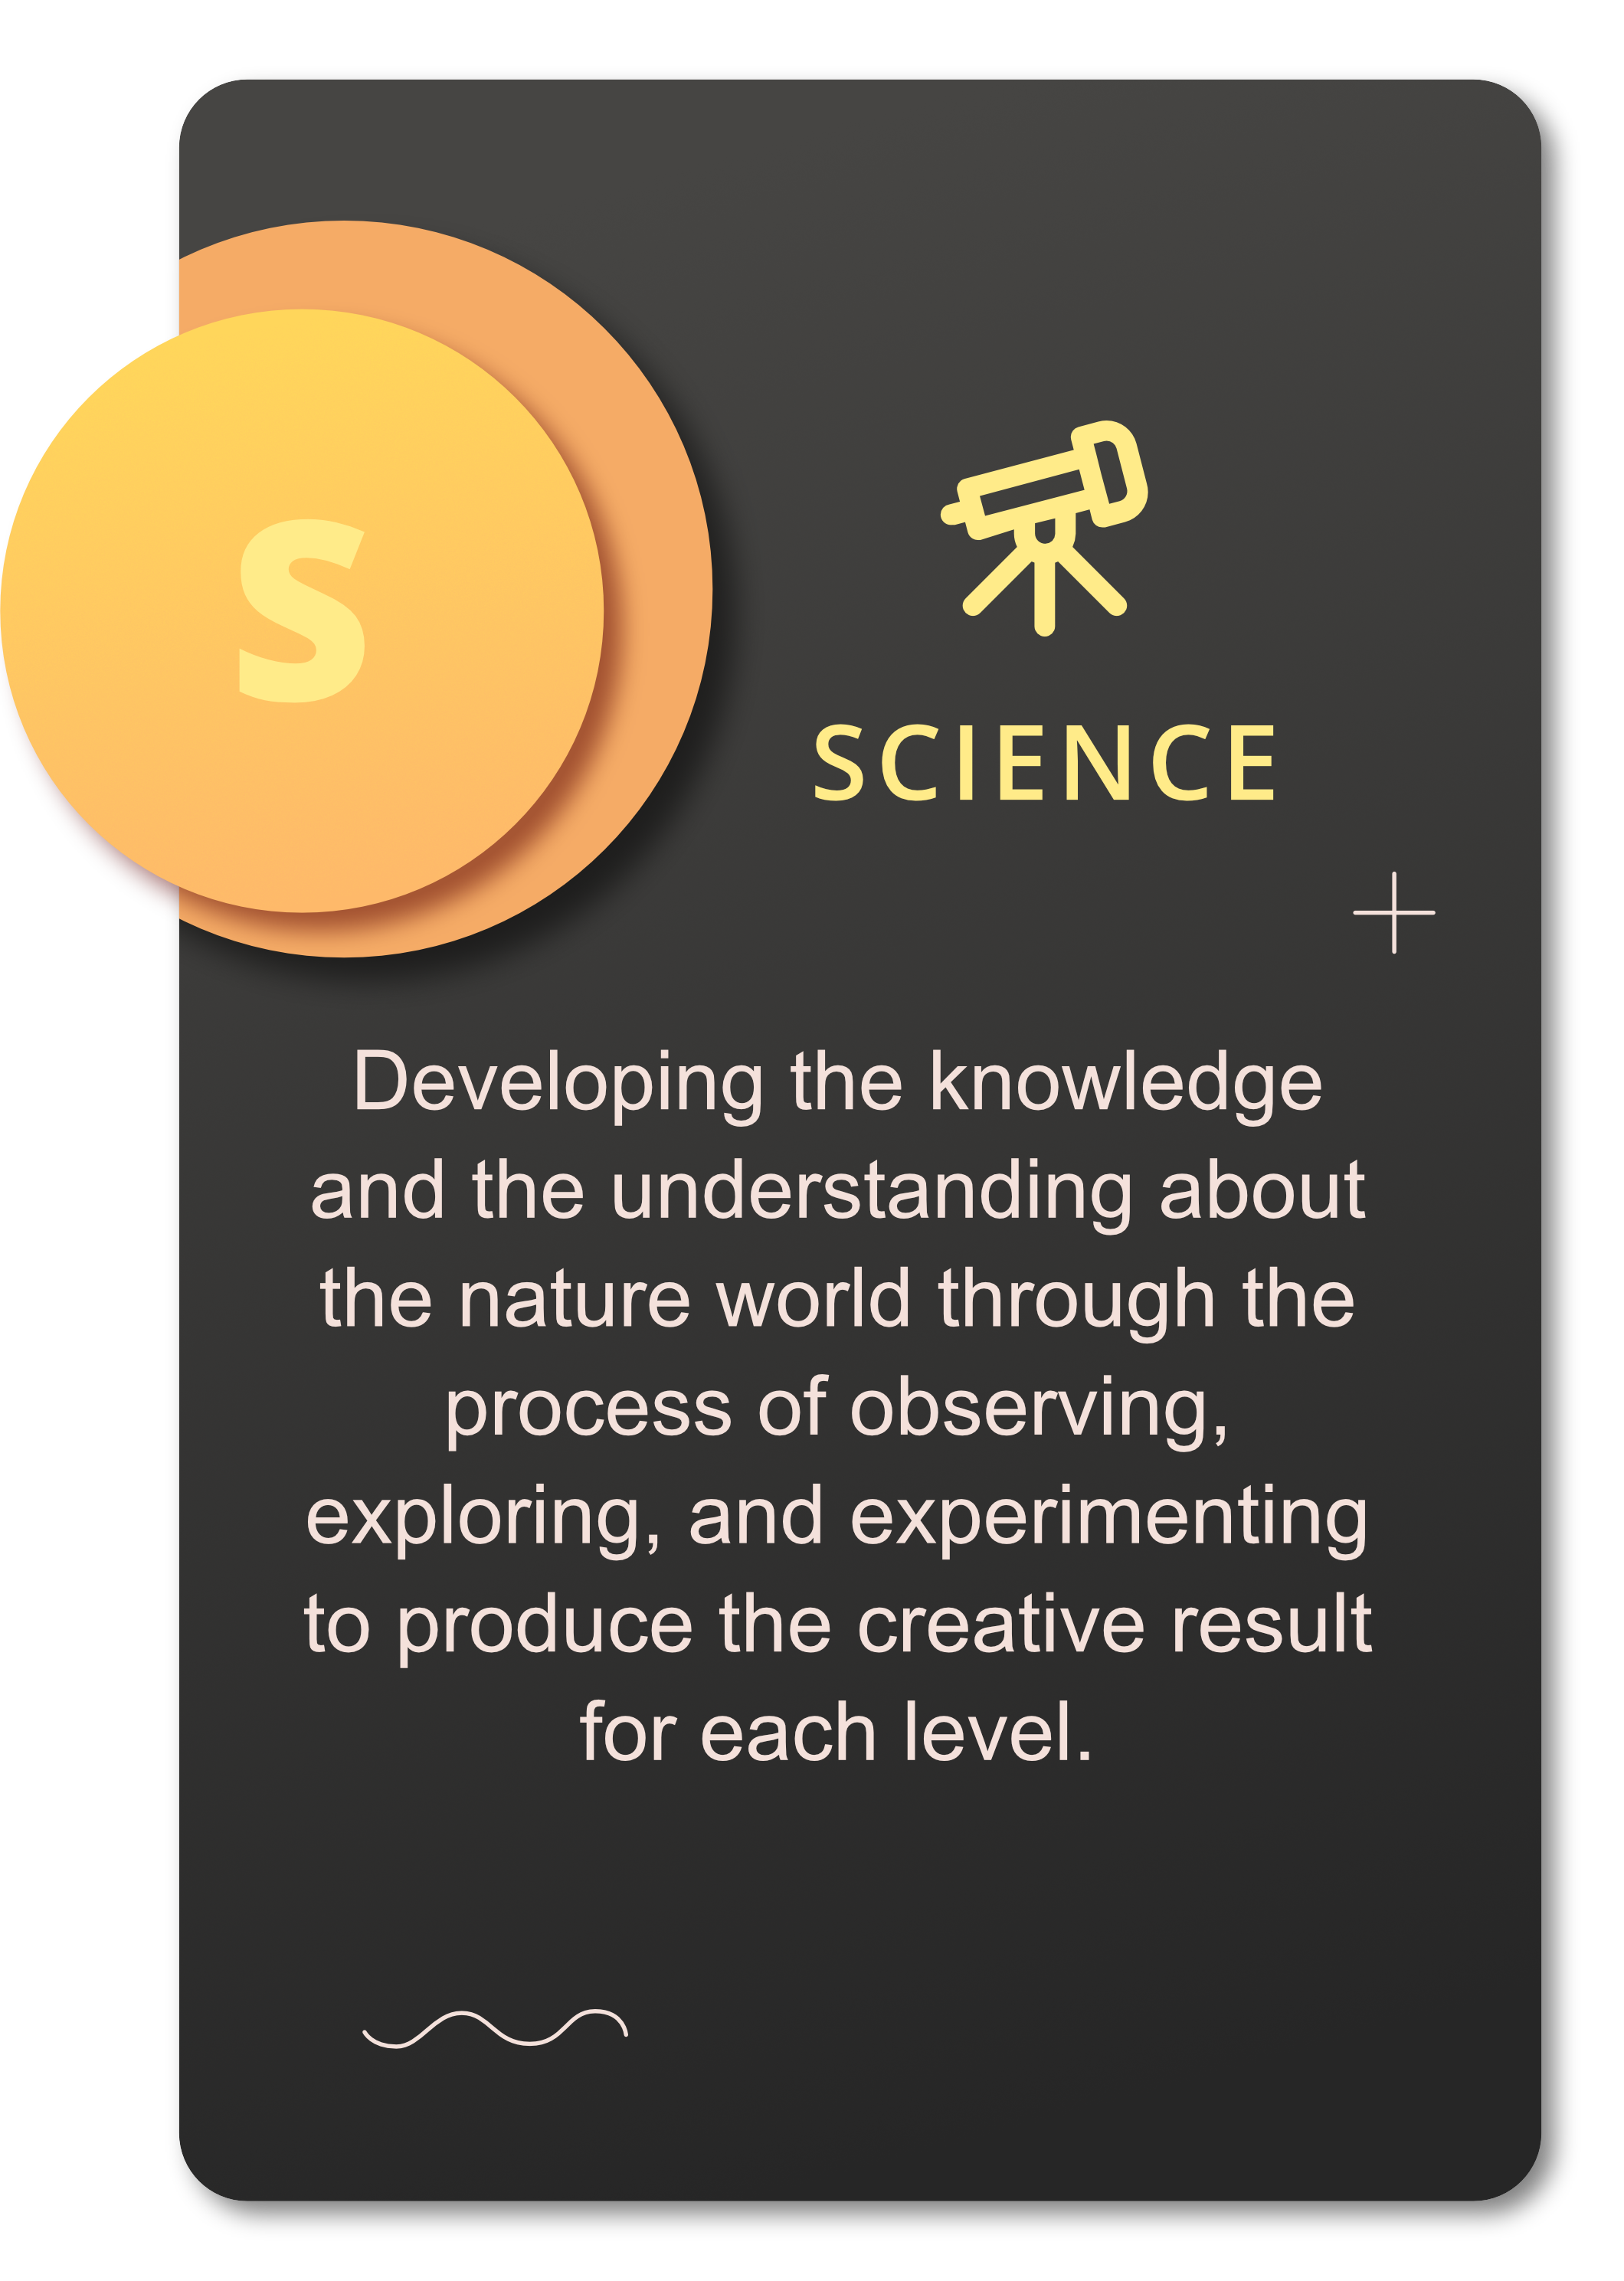 S
SCIENCE
Developing the knowledge
and the understanding about
the nature world through the
process of observing,
exploring, and experimenting
to produce the creative result
for each level.